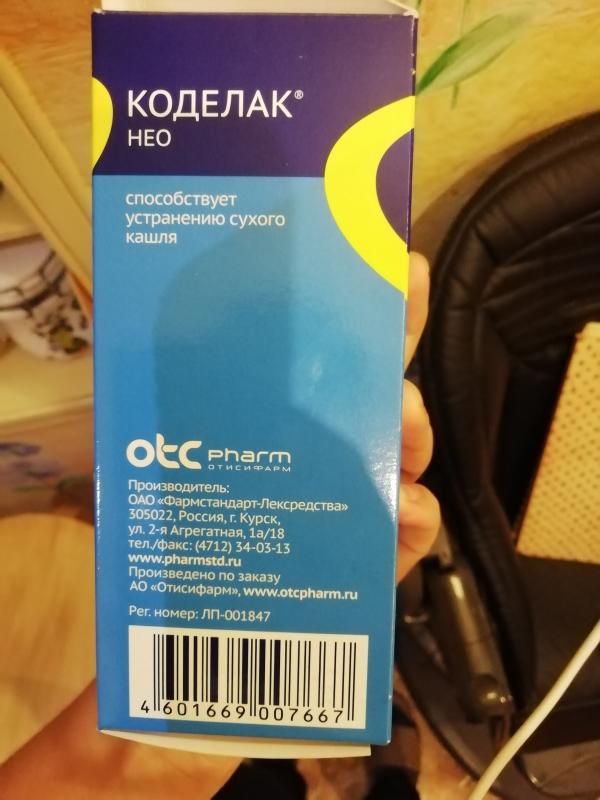 КОДЕЛАК®
НЕО
способствует
устранению сухого
кашля
отс pharm
ОТИСИФАРМ
Производитель:
ОАО «Фармстандарт-Лексредства»
305022, Россия, г. Курск,
ул. 2-я Агрегатная, 1а/18
тел./факс: (4712) 34-03-13
www.pharmstd.ru
Произведено по заказу
АО «Отисифарм», www.otcpharm.ru
Рег. номер: ЛП-001847
4 601669 007667